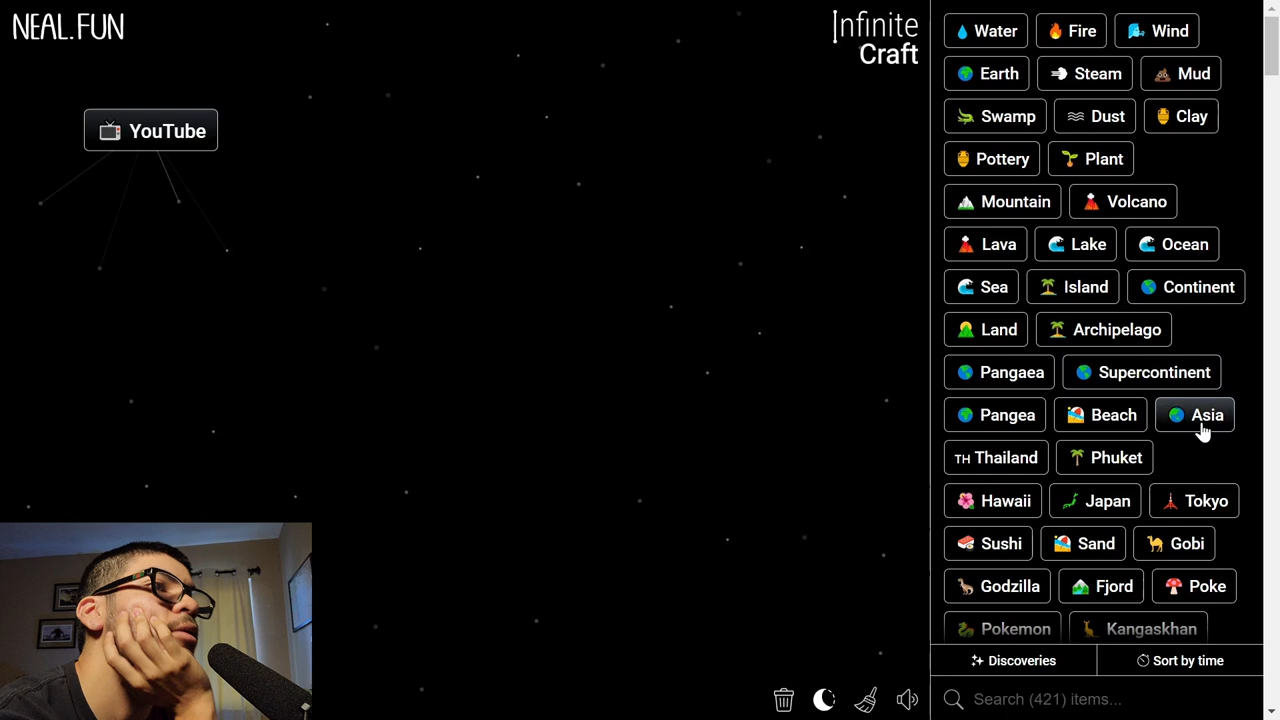 NEAL.FUN
Infinite
Craft
YouTube
Water Fire Wind
Earth Steam Mud
Swamp Dust Clay
Pottery Plant
Mountain Volcano
Lava Lake Ocean
Sea Island Continent
Land Archipelago
Pangaea Supercontinent
Pangea Beach Asia
TH Thailand Phuket
Hawaii Japan Tokyo
Sushi Sand Gobi
Godzilla Fjord Poke
Pokemon Kangaskhan
Discoveries Sort by time
Search (421) items...